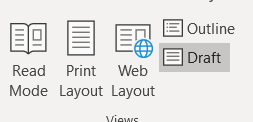 Outline
Draft
Read Mode
Print Layout
Web Layout
Views